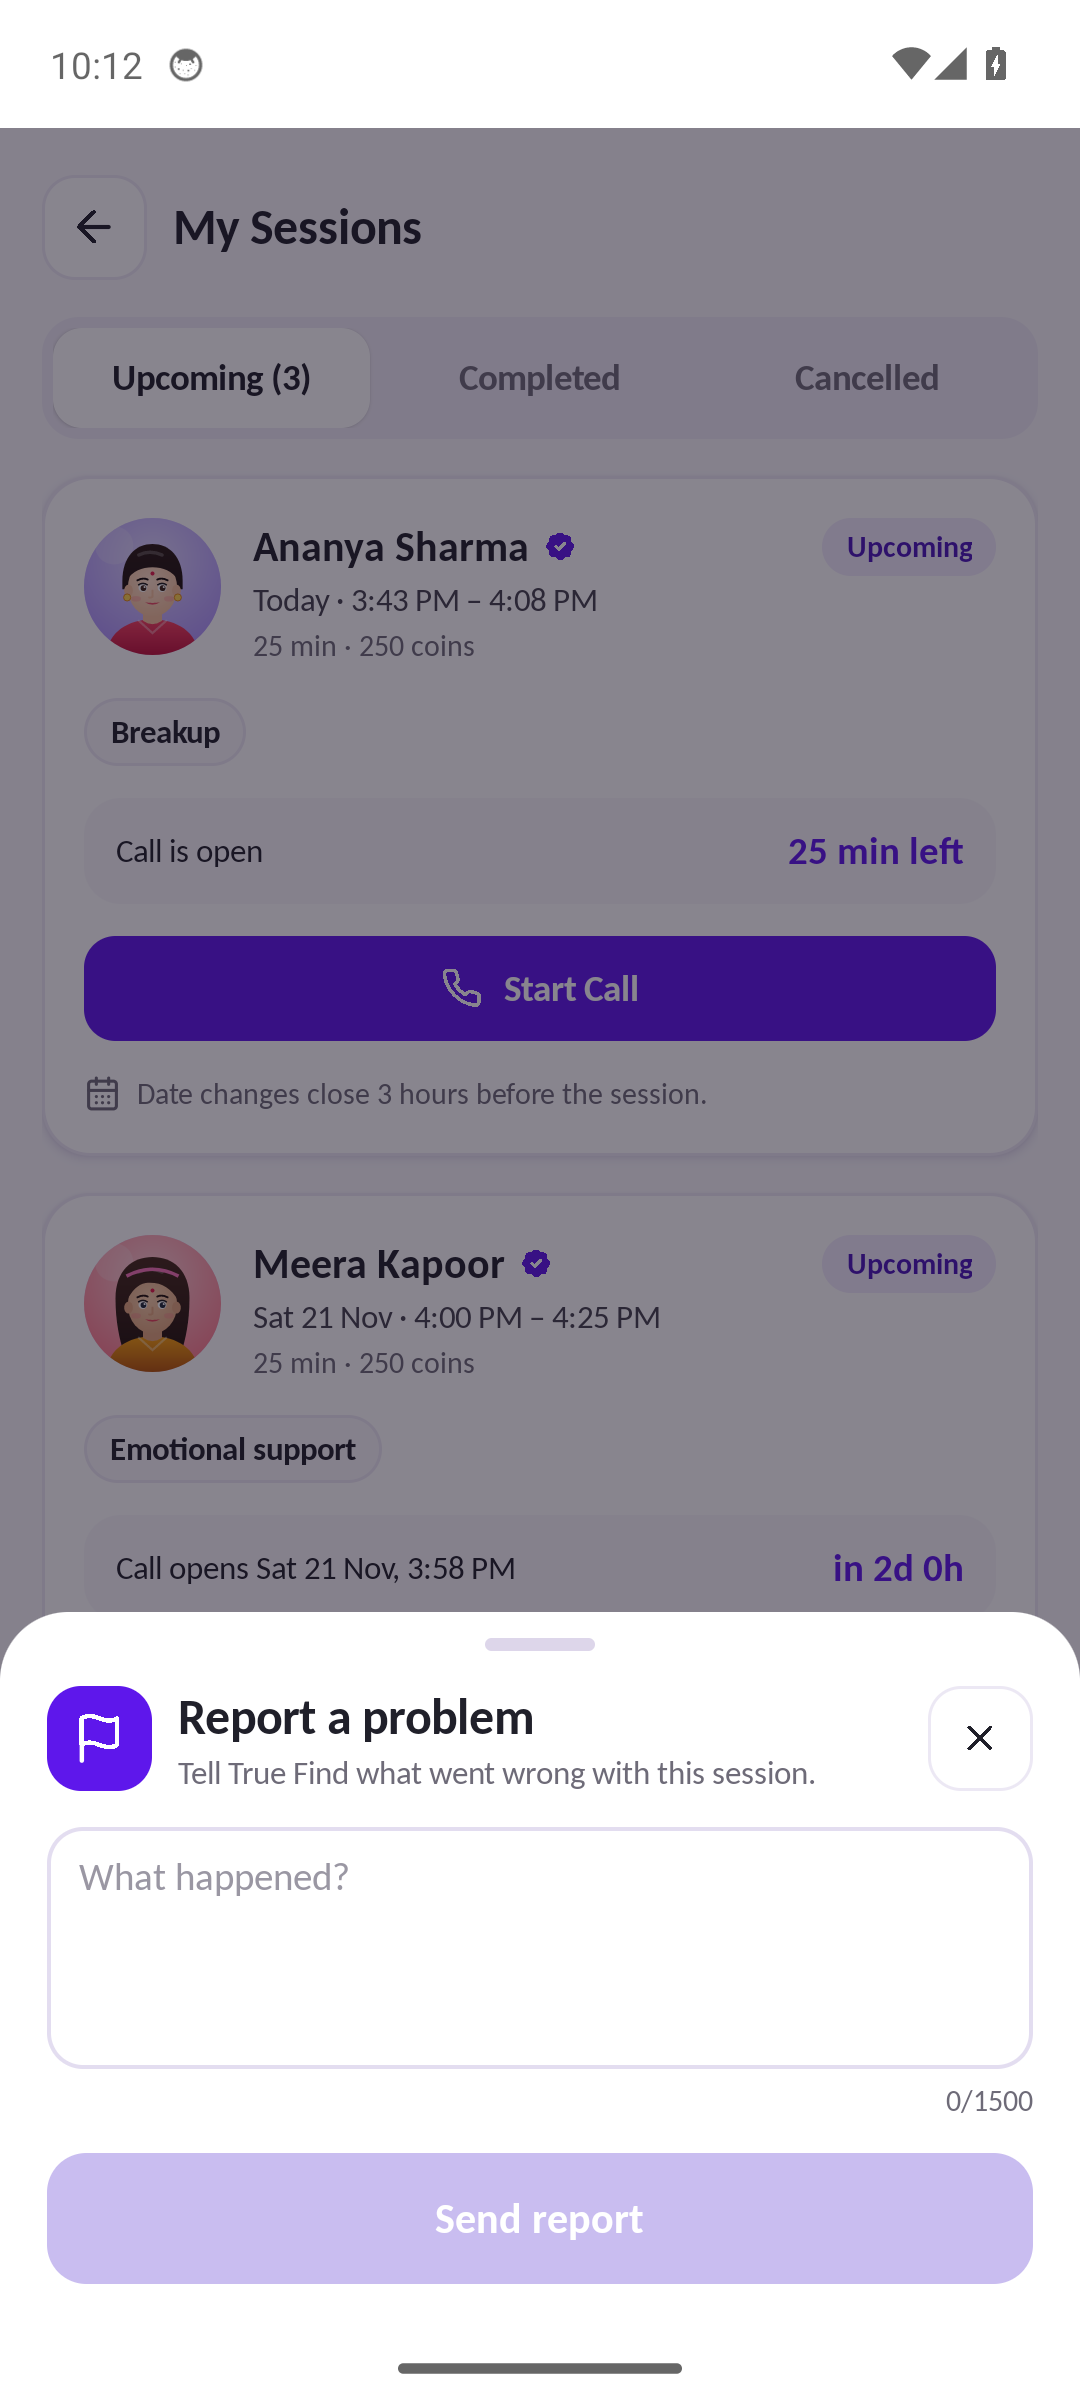 10:12
My Sessions
Upcoming (3)
Completed
Cancelled
Ananya Sharma
Upcoming
Today · 3:43 PM – 4:08 PM
25 min · 250 coins
Breakup
Call is open
25 min left
Start Call
Date changes close 3 hours before the session.
Meera Kapoor
Upcoming
Sat 21 Nov · 4:00 PM – 4:25 PM
25 min · 250 coins
Emotional support
Call opens Sat 21 Nov, 3:58 PM
in 2d 0h
Report a problem
Tell True Find what went wrong with this session.
What happened?
0/1500
Send report